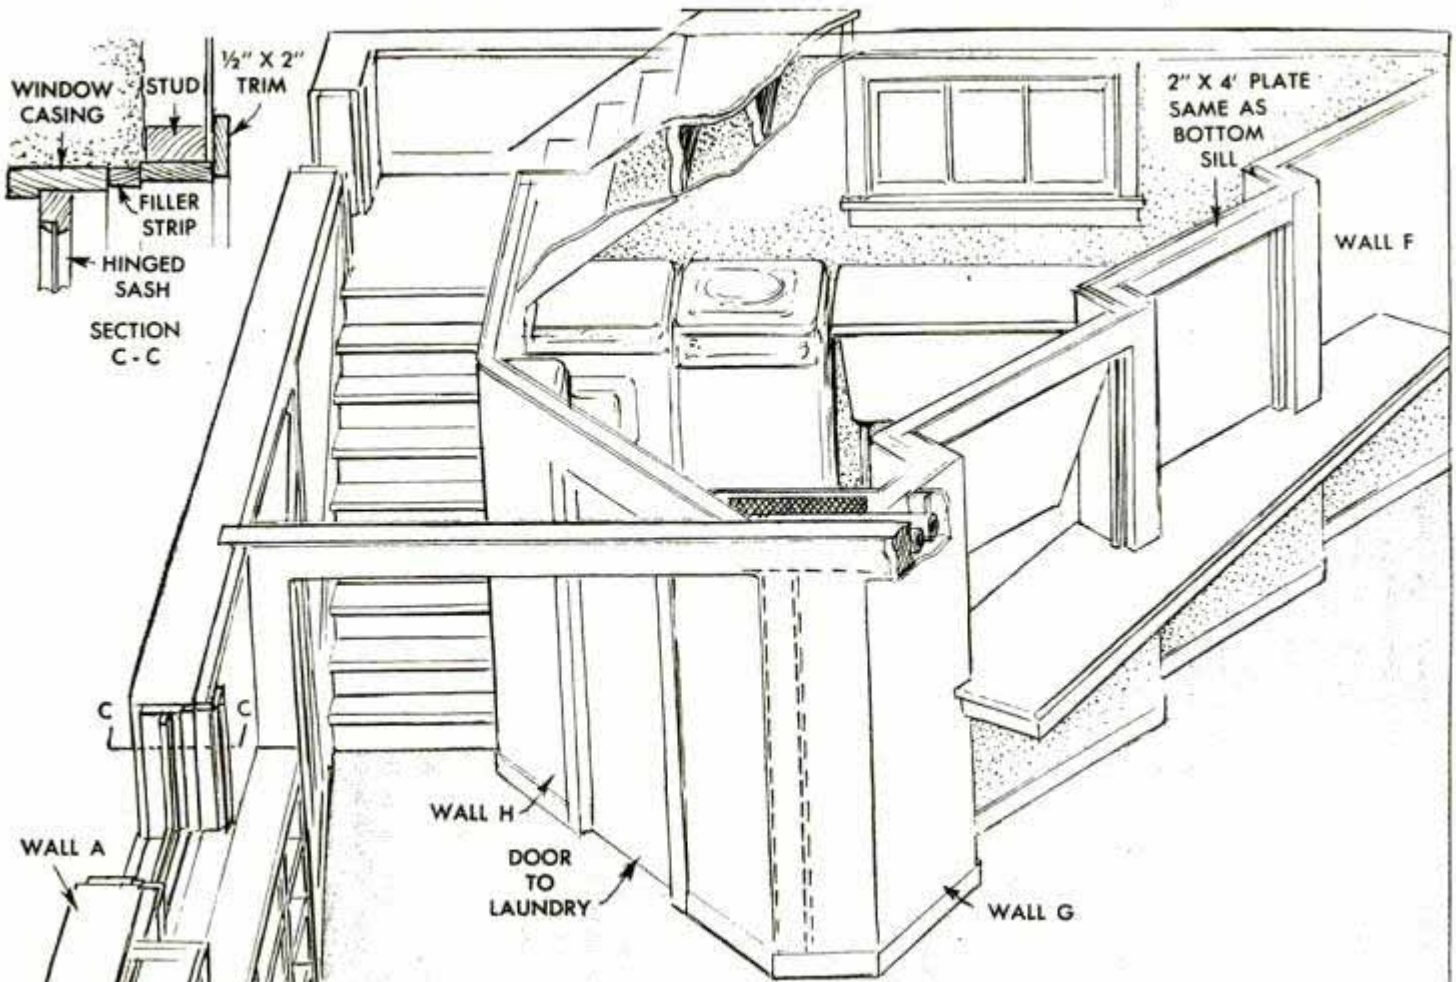 ½" X 2"
TRIM
WINDOW
CASING
STUD
FILLER
STRIP
HINGED
SASH
SECTION
C - C
2" X 4' PLATE
SAME AS
BOTTOM
SILL
WALL F
C
C
WALL A
WALL H
DOOR
TO
LAUNDRY
WALL G